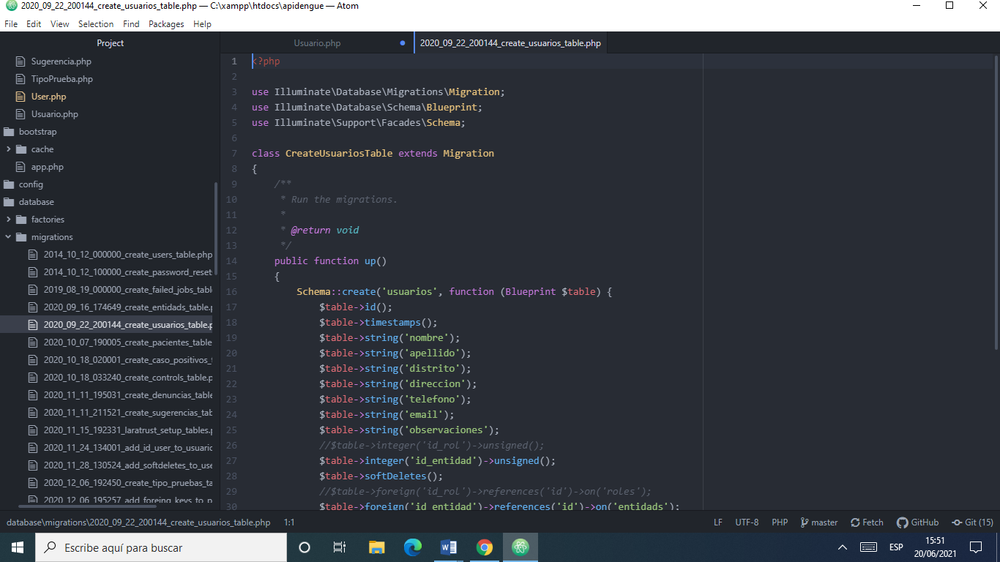 2020_09_22_200144_create_usuarios_table.php — C:\xampp\htdocs\apidengue — Atom
File Edit View Selection Find Packages Help
Project
Sugerencia.php
TipoPrueba.php
User.php
Usuario.php
bootstrap
cache
app.php
config
database
factories
migrations
2014_10_12_000000_create_users_table.php
2014_10_12_100000_create_password_reset
2019_08_19_000000_create_failed_jobs_tabl
2020_09_16_174649_create_entidads_table.p
2020_09_22_200144_create_usuarios_table.p
2020_10_07_190005_create_pacientes_table
2020_10_18_020001_create_caso_positivos_t
2020_10_18_033240_create_controls_table.p
2020_11_11_195031_create_denuncias_table
2020_11_11_211521_create_sugerencias_tab
2020_11_15_192331_laratrust_setup_tables.p
2020_11_24_134001_add_id_user_to_usuaric
2020_11_28_130524_add_softdeletes_to_use
2020_12_06_192450_create_tipo_pruebas_ta
2020_12_06_195257_add_foreing_keys_to_p
Usuario.php
2020_09_22_200144_create_usuarios_table.php
1 <?php
2
3 use Illuminate\Database\Migrations\Migration;
4 use Illuminate\Database\Schema\Blueprint;
5 use Illuminate\Support\Facades\Schema;
6
7 class CreateUsuariosTable extends Migration
8 {
9 /**
10 * Run the migrations.
11 *
12 * @return void
13 */
14 public function up()
15 {
16 Schema::create('usuarios', function (Blueprint $table) {
17 $table->id();
18 $table->timestamps();
19 $table->string('nombre');
20 $table->string('apellido');
21 $table->string('distrito');
22 $table->string('direccion');
23 $table->string('telefono');
24 $table->string('email');
25 $table->string('observaciones');
26 //$table->integer('id_rol')->unsigned();
27 $table->integer('id_entidad')->unsigned();
28 $table->softDeletes();
29 //$table->foreign('id_rol')->references('id')->on('roles');
30 $table->foreign('id_entidad')->references('id')->on('entidads');
database\migrations\2020_09_22_200144_create_usuarios_table.php 1:1
LF UTF-8 PHP master Fetch GitHub Git (15)
Escribe aquí para buscar
ESP
15:51
20/06/2021